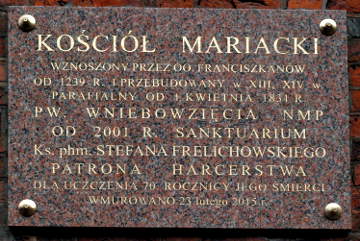 KOŚCIÓŁ MARIACKI
WZNOSZONY PRZEZ OO. FRANCISZKANÓW
OD 1239 R. I PRZEBUDOWANY w XIII, XIV w
PARAFIALNY OD 1 KWIETNIA 1831 R.
PW. WNIEBOWZIĘCIA NMP
OD 2001 R. SANKTUARIUM
Ks. phm. STEFANA FRELICHOWSKIEGO
PATRONA HARCERSTWA
DLA UCZCZENIA 70. ROCZNICY JEGO ŚMIERCI
WMUROWANO 23 lutego 2015 r.